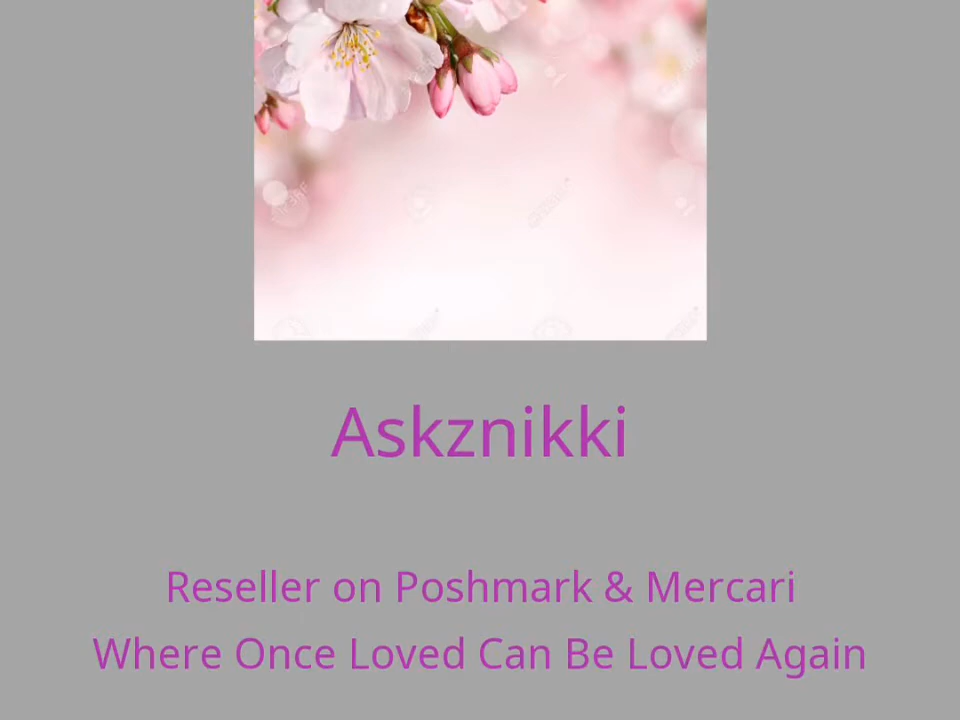 Askznikki
Reseller on Poshmark & Mercari
Where Once Loved Can Be Loved Again